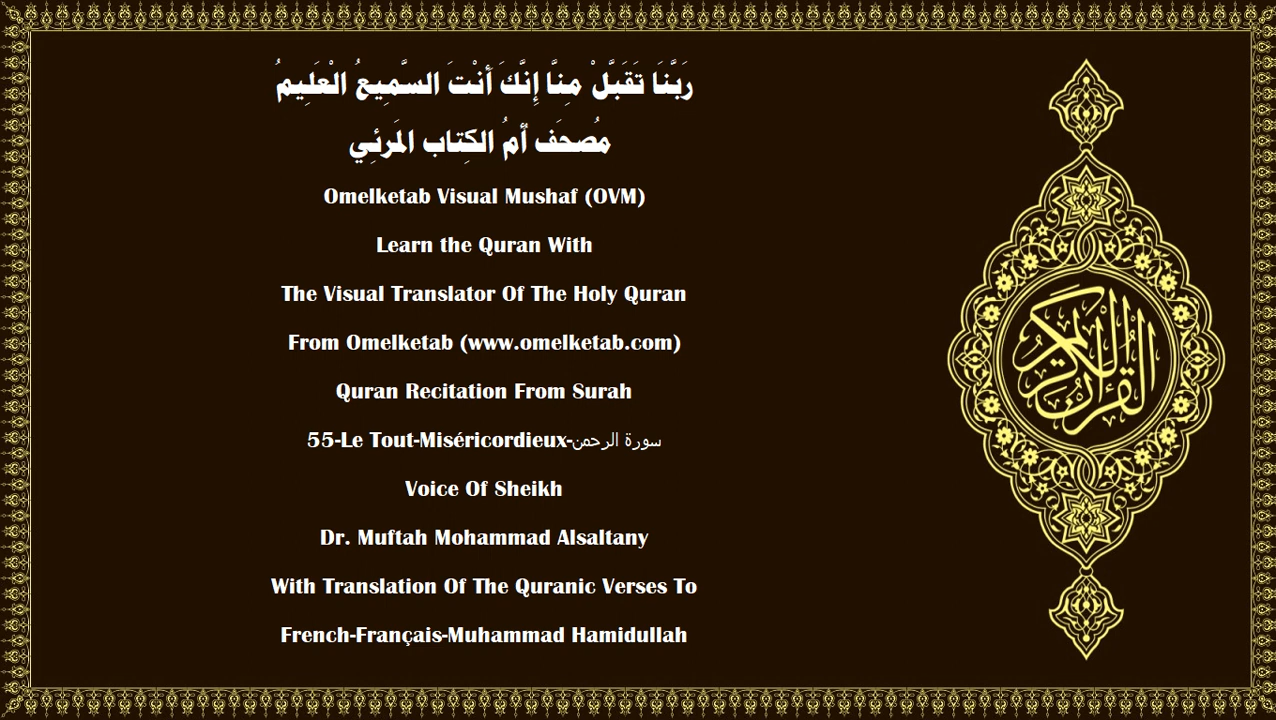 رَبَّنَا تَقَبَّلْ مِنَّا إِنَّكَ أَنْتَ السَّمِيعُ الْعَلِيمُ
مُصحَف أمُ الكِتاب المَرئِي
Omelketab Visual Mushaf (OVM)
Learn the Quran With
The Visual Translator Of The Holy Quran
From Omelketab (www.omelketab.com)
Quran Recitation From Surah
55-Le Tout-Miséricordieux-سورة الرحمن
Voice Of Sheikh
Dr. Muftah Mohammad Alsaltany
With Translation Of The Quranic Verses To
French-Français-Muhammad Hamidullah
القرآن الكريم